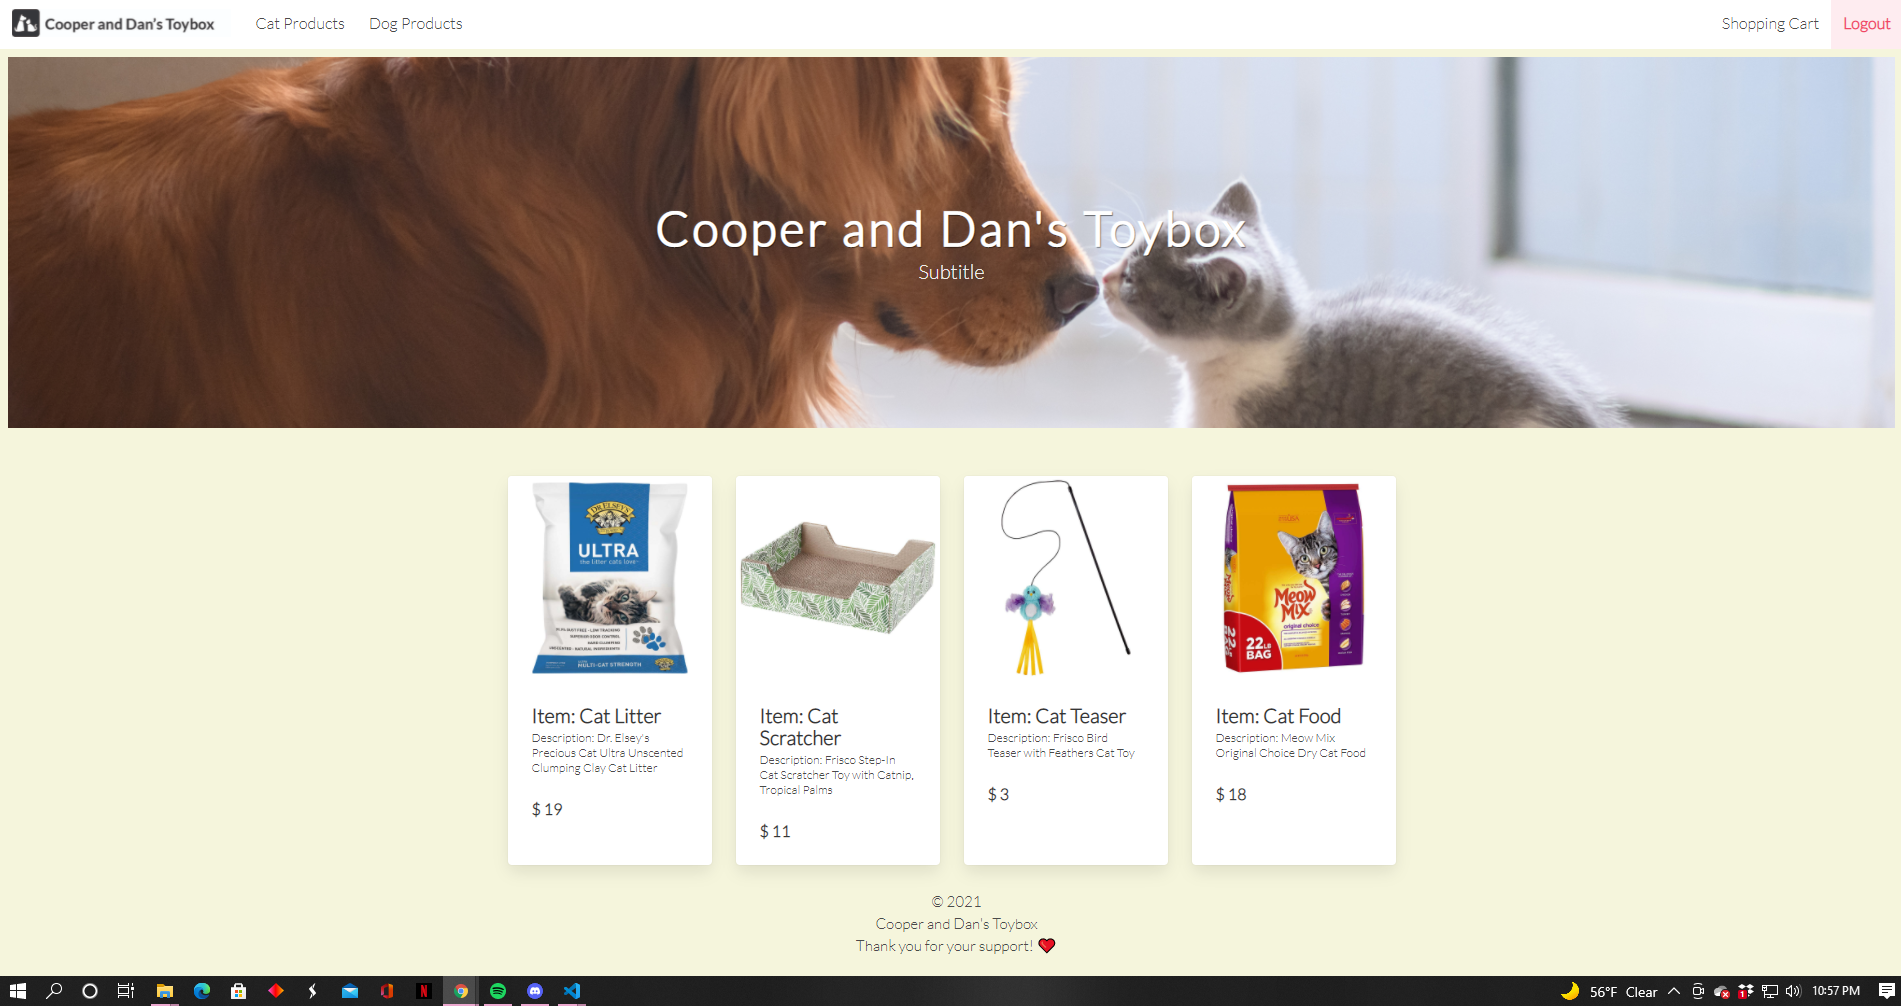 Cooper and Dan's Toybox
Cat Products
Dog Products
Shopping Cart
Logout
Cooper and Dan's Toybox
Subtitle
DR. ELSEY'S
ULTRA
the litter cats love
MULTI-CAT STRENGTH
Meow
Mix
original choice
22 LB
BAG
Item: Cat Litter
Description: Dr. Elsey's
Precious Cat Ultra Unscented
Clumping Clay Cat Litter
$ 19
Item: Cat
Scratcher
Description: Frisco Step-In
Cat Scratcher Toy with Catnip,
Tropical Palms
$ 11
Item: Cat Teaser
Description: Frisco Bird
Teaser with Feathers Cat Toy
$ 3
Item: Cat Food
Description: Meow Mix
Original Choice Dry Cat Food
$ 18
© 2021
Cooper and Dan's Toybox
Thank you for your support! ❤
56°F Clear
10:57 PM